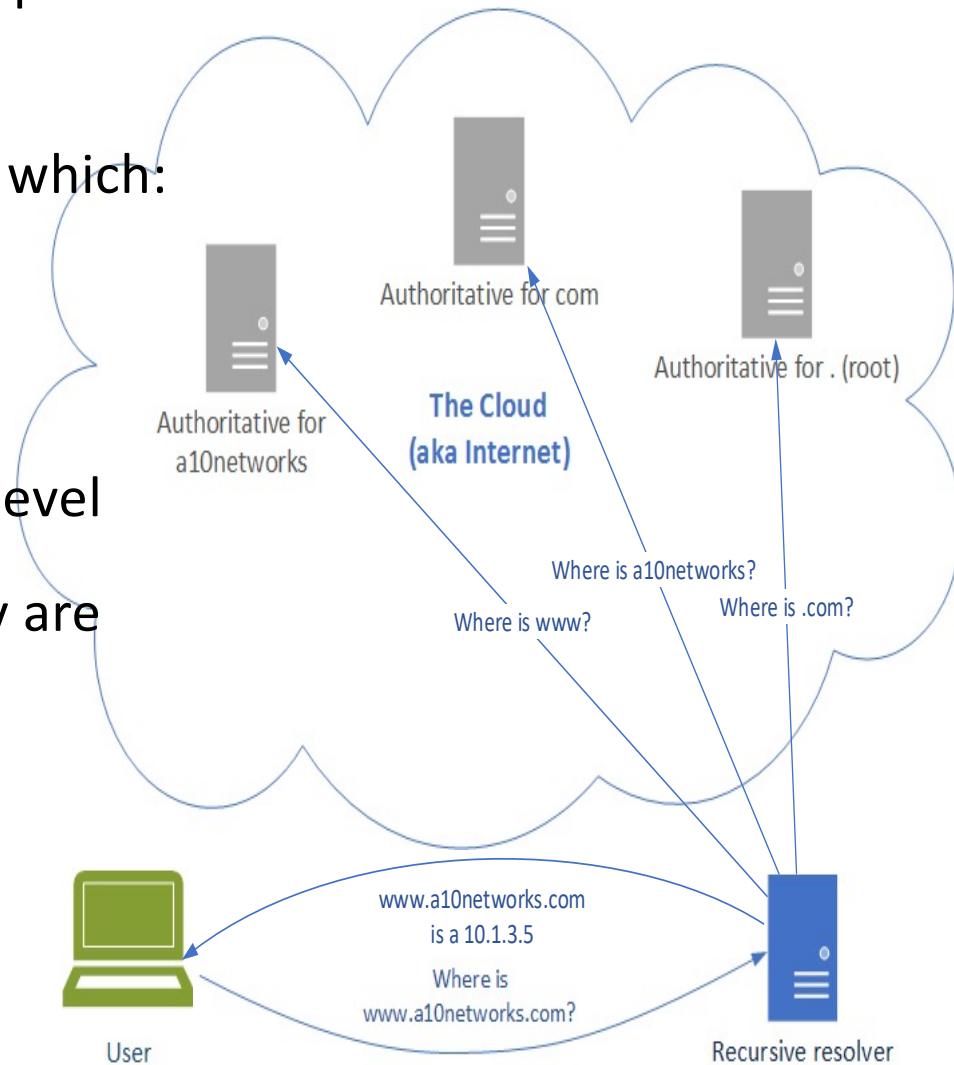 which:
Authoritative for com
Authoritative for . (root)
Authoritative for
a10networks
The Cloud
(aka Internet)
evel
Where is a10networks?
Where is .com?
Where is www?
are
www.a10networks.com
is a 10.1.3.5
Where is
www.a10networks.com?
User
Recursive resolver